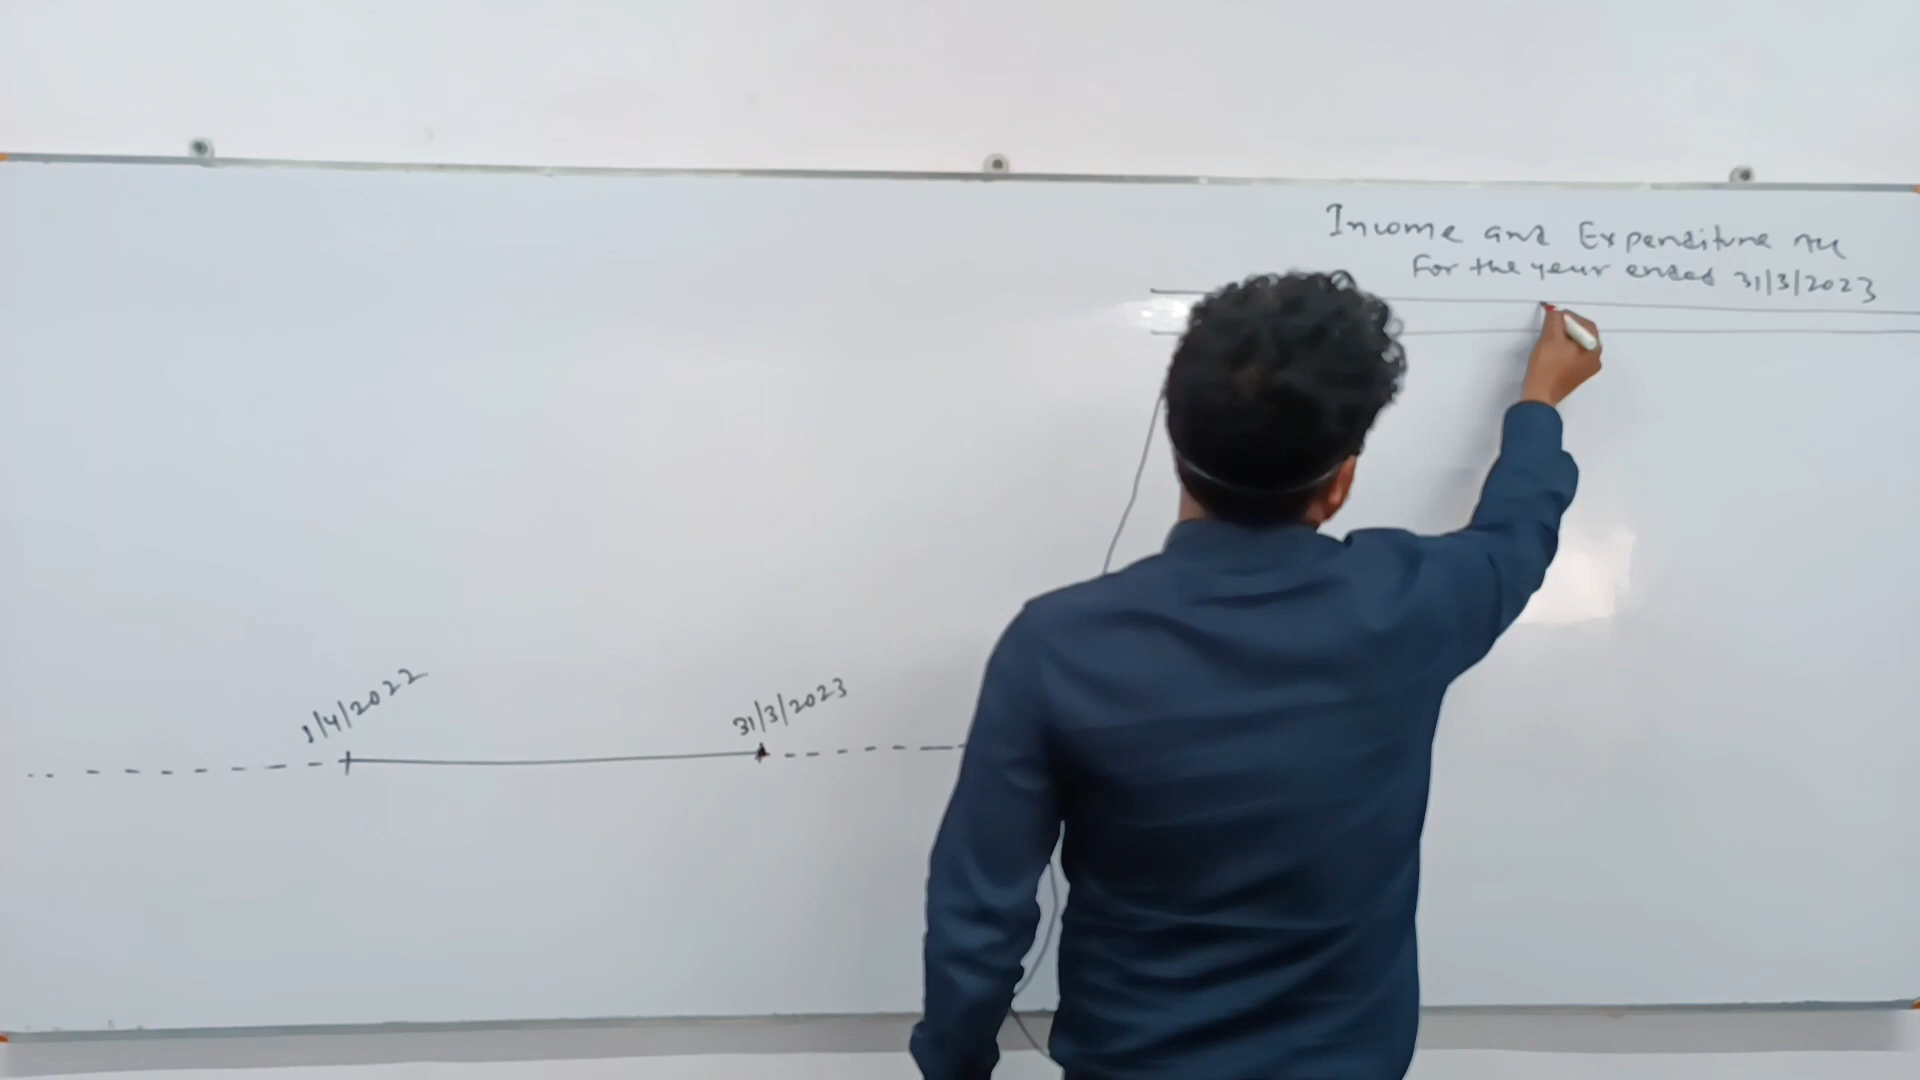 Income and Expenditure A/c
For the year ended 31/3/2023
1/4/2022
31/3/2023